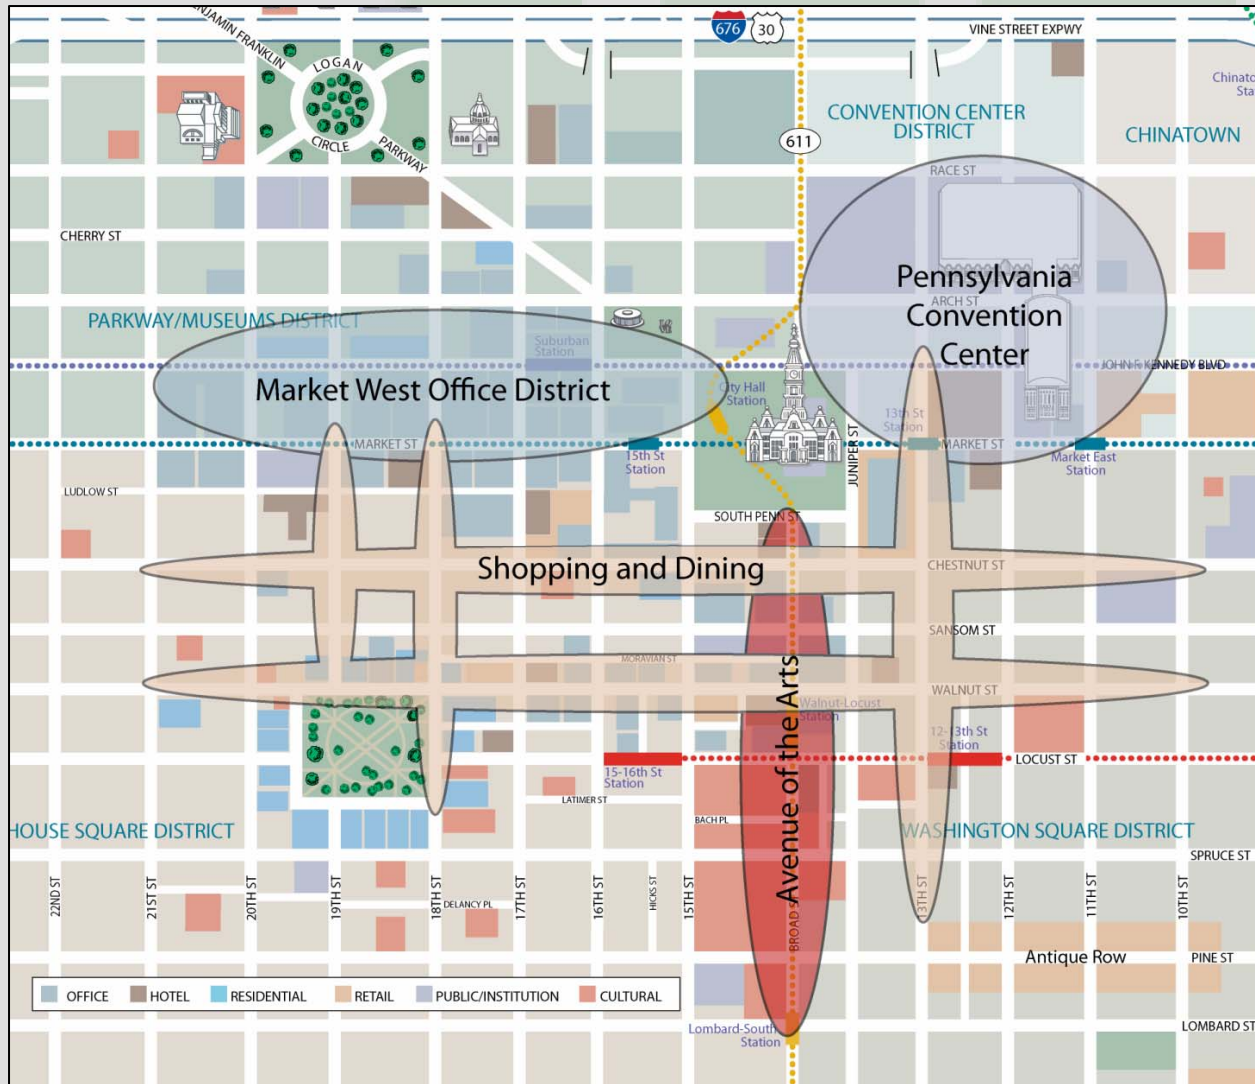 BENJAMIN FRANKLIN
PARKWAY
LOGAN
CIRCLE
676
30
VINE STREET EXPWY
611
CONVENTION CENTER
DISTRICT
CHINATOWN
RACE ST
CHERRY ST
Pennsylvania
Convention
Center
ARCH ST
PARKWAY/MUSEUMS DISTRICT
Suburban
Station
JOHN F. KENNEDY BLVD
Market West Office District
City Hall
Station
13th St
Station
MARKET ST
MARKET ST
15th St
Station
JUNIPER ST
Market East
Station
LUDLOW ST
SOUTH PENN ST
Shopping and Dining
CHESTNUT ST
SANSOM ST
MORAVIAN ST
WALNUT ST
Avenue of the Arts
Walnut-Locust
Station
12-13th St
Station
LOCUST ST
15-16th St
Station
LATIMER ST
BACH PL
HOUSE SQUARE DISTRICT
WASHINGTON SQUARE DISTRICT
SPRUCE ST
22ND ST
21ST ST
20TH ST
19TH ST
18TH ST
DELANCY PL
17TH ST
16TH ST
HICKS ST
15TH ST
BROAD S
13TH ST
12TH ST
11TH ST
10TH ST
Antique Row
PINE ST
OFFICE HOTEL RESIDENTIAL RETAIL PUBLIC/INSTITUTION CULTURAL
Lombard-South
Station
LOMBARD ST